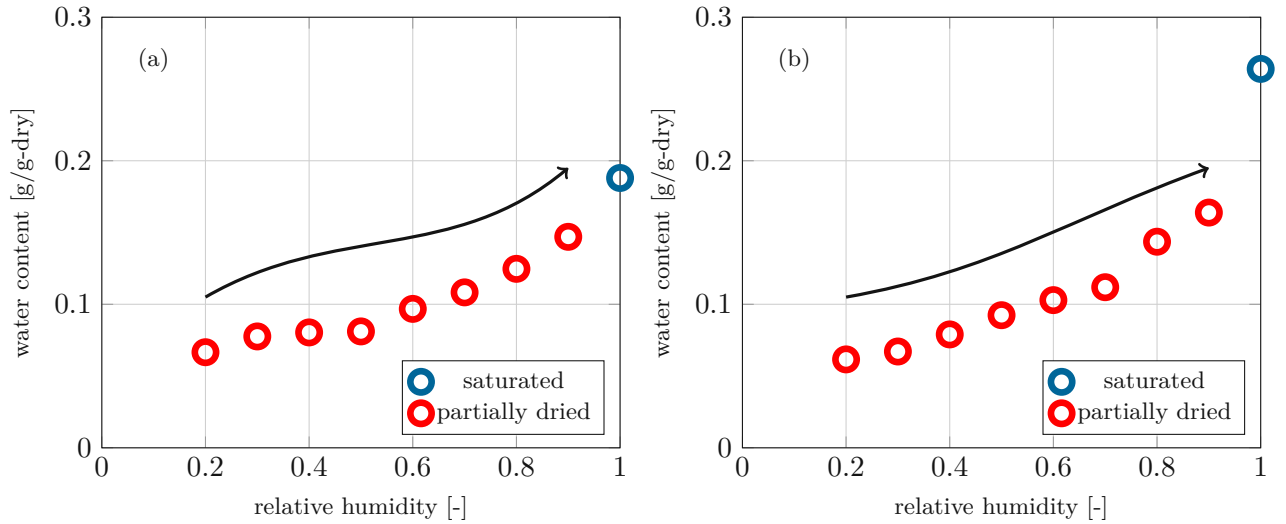 0.3
0.2
0.1
0
water content [g/g-dry]
(a)
saturated
partially dried
0 0.2 0.4 0.6 0.8 1
relative humidity [-]
0.3
0.2
0.1
0
water content [g/g-dry]
(b)
saturated
partially dried
0 0.2 0.4 0.6 0.8 1
relative humidity [-]